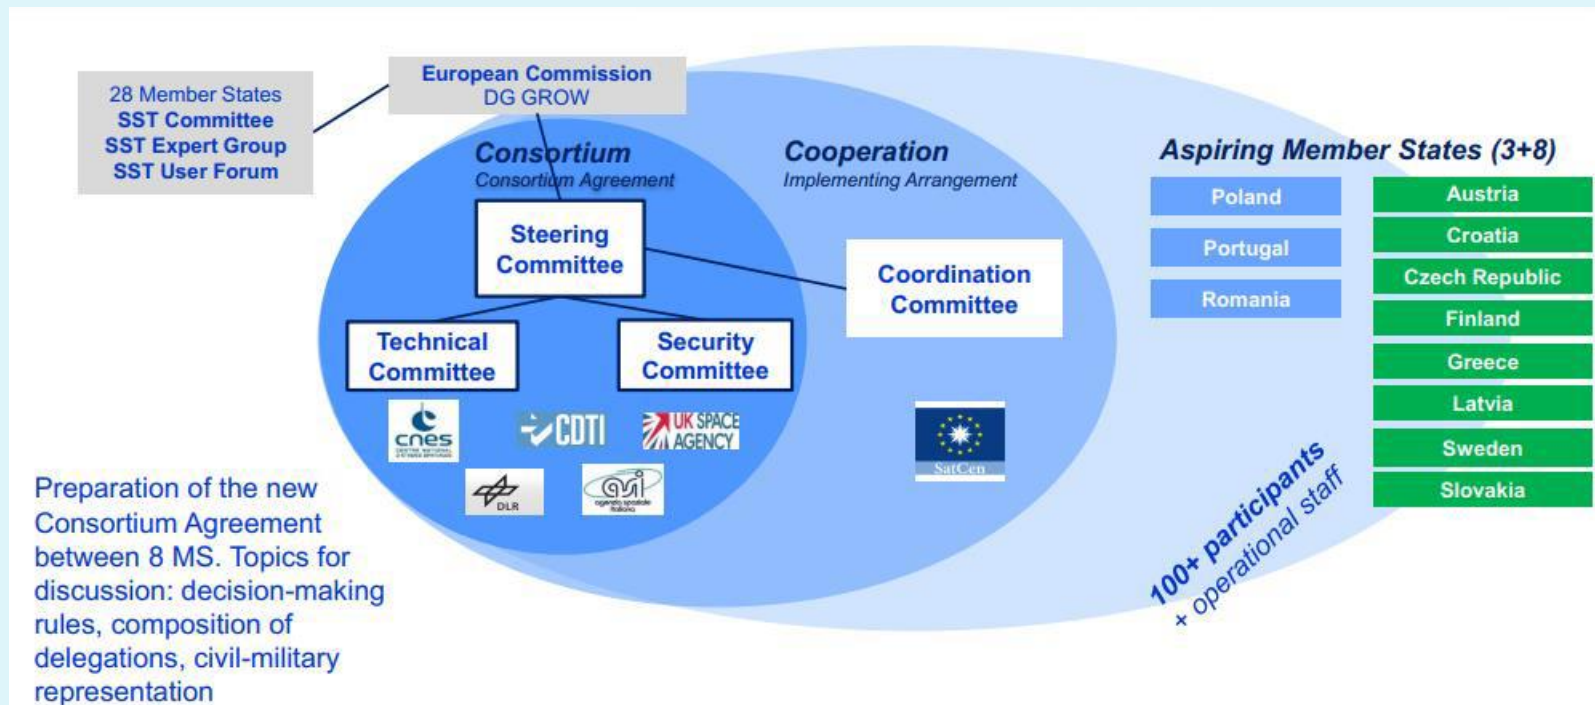 28 Member States
SST Committee
SST Expert Group
SST User Forum
European Commission
DG GROW
Consortium
Consortium Agreement
Steering
Committee
Technical
Committee
Security
Committee
cnes
CDTI
UK SPACE
AGENCY
DLR
asi
agenzia spaziale
italiana
Cooperation
Implementing Arrangement
Coordination
Committee
SatCen
Aspiring Member States (3+8)
Poland
Portugal
Romania
Austria
Croatia
Czech Republic
Finland
Greece
Latvia
Sweden
Slovakia
100+ participants
+ operational staff
Preparation of the new
Consortium Agreement
between 8 MS. Topics for
discussion: decision-making
rules, composition of
delegations, civil-military
representation